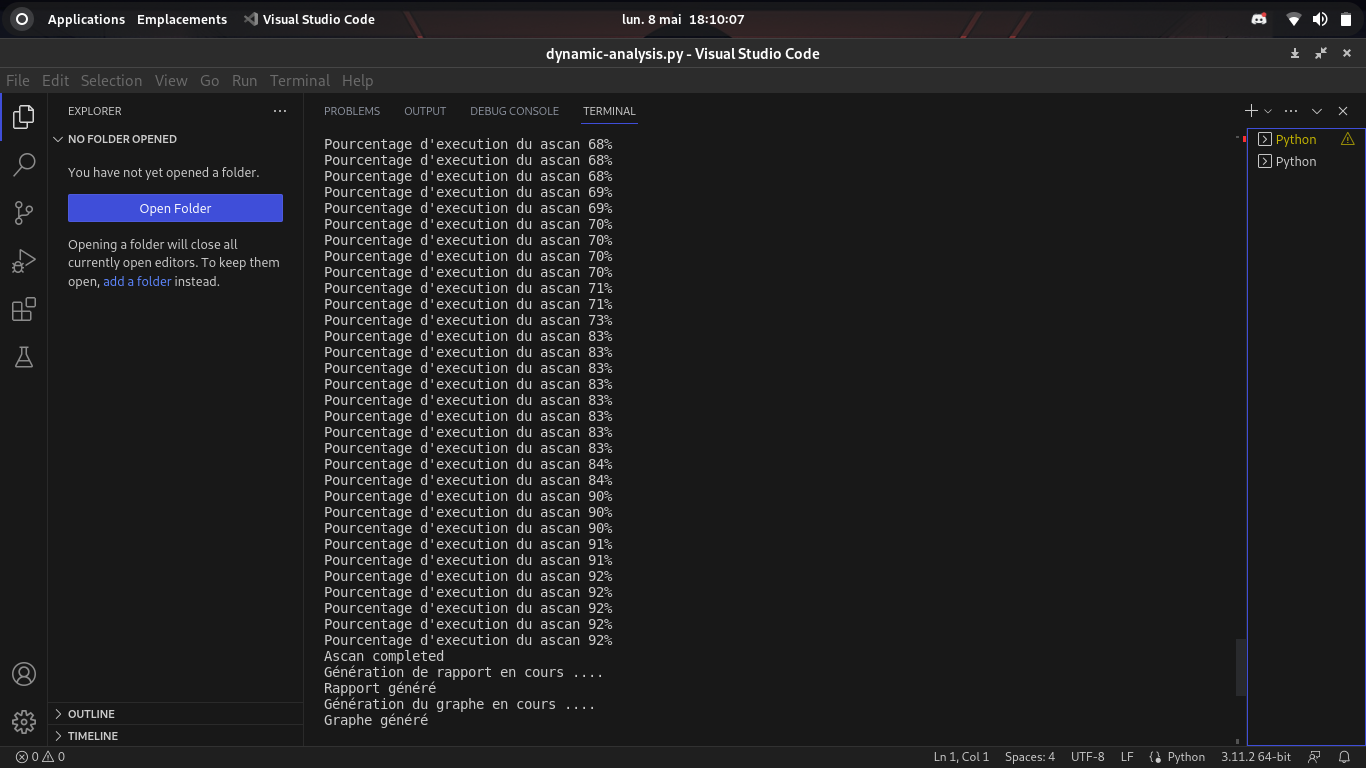 Applications Emplacements Visual Studio Code lun. 8 mai 18:10:07
dynamic-analysis.py - Visual Studio Code
File Edit Selection View Go Run Terminal Help
EXPLORER
NO FOLDER OPENED
You have not yet opened a folder.
Open Folder
Opening a folder will close all
currently open editors. To keep them
open, add a folder instead.
OUTLINE
TIMELINE
PROBLEMS OUTPUT DEBUG CONSOLE TERMINAL
Pourcentage d'execution du ascan 68%
Pourcentage d'execution du ascan 68%
Pourcentage d'execution du ascan 68%
Pourcentage d'execution du ascan 69%
Pourcentage d'execution du ascan 69%
Pourcentage d'execution du ascan 70%
Pourcentage d'execution du ascan 70%
Pourcentage d'execution du ascan 70%
Pourcentage d'execution du ascan 70%
Pourcentage d'execution du ascan 71%
Pourcentage d'execution du ascan 71%
Pourcentage d'execution du ascan 73%
Pourcentage d'execution du ascan 83%
Pourcentage d'execution du ascan 83%
Pourcentage d'execution du ascan 83%
Pourcentage d'execution du ascan 83%
Pourcentage d'execution du ascan 83%
Pourcentage d'execution du ascan 83%
Pourcentage d'execution du ascan 83%
Pourcentage d'execution du ascan 83%
Pourcentage d'execution du ascan 84%
Pourcentage d'execution du ascan 84%
Pourcentage d'execution du ascan 90%
Pourcentage d'execution du ascan 90%
Pourcentage d'execution du ascan 90%
Pourcentage d'execution du ascan 91%
Pourcentage d'execution du ascan 91%
Pourcentage d'execution du ascan 92%
Pourcentage d'execution du ascan 92%
Pourcentage d'execution du ascan 92%
Pourcentage d'execution du ascan 92%
Pourcentage d'execution du ascan 92%
Ascan completed
Génération de rapport en cours ....
Rapport généré
Génération du graphe en cours ....
Graphe généré
Python
Python
0 0 Ln 1, Col 1 Spaces: 4 UTF-8 LF Python 3.11.2 64-bit